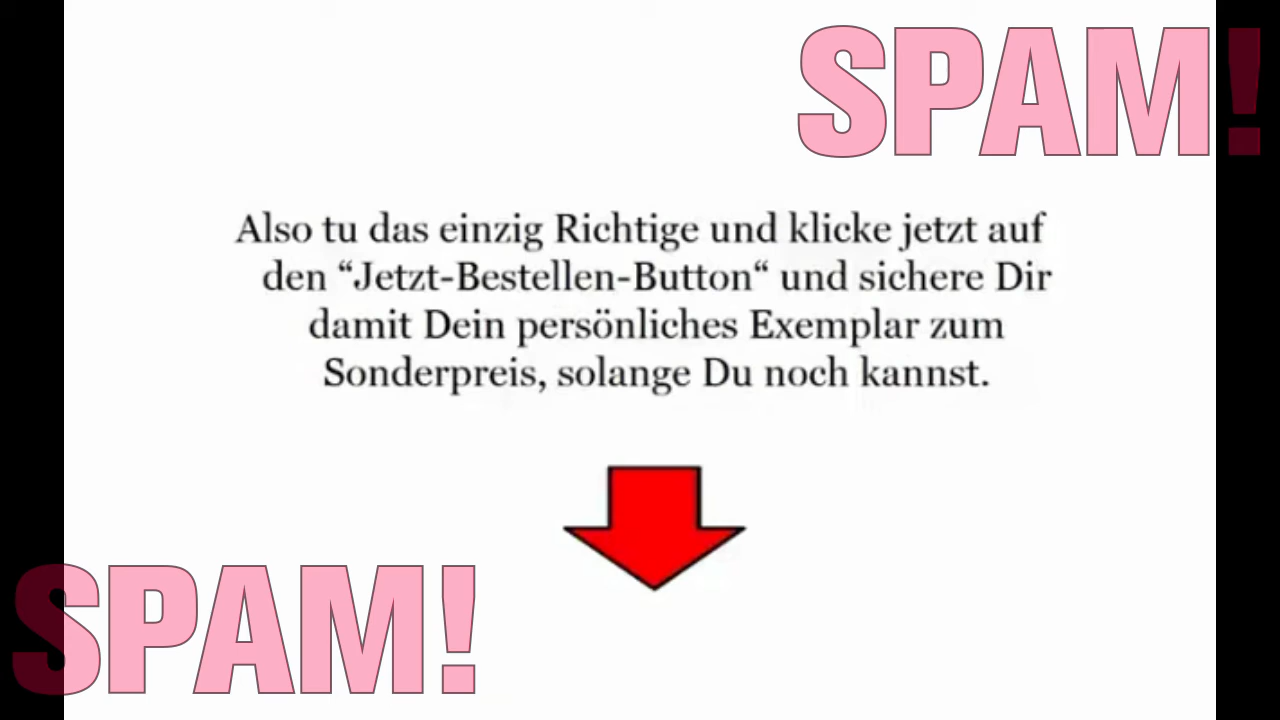 SPAM!
Also tu das einzig Richtige und klicke jetzt auf
den “Jetzt-Bestellen-Button“ und sichere Dir
damit Dein persönliches Exemplar zum
Sonderpreis, solange Du noch kannst.
SPAM!